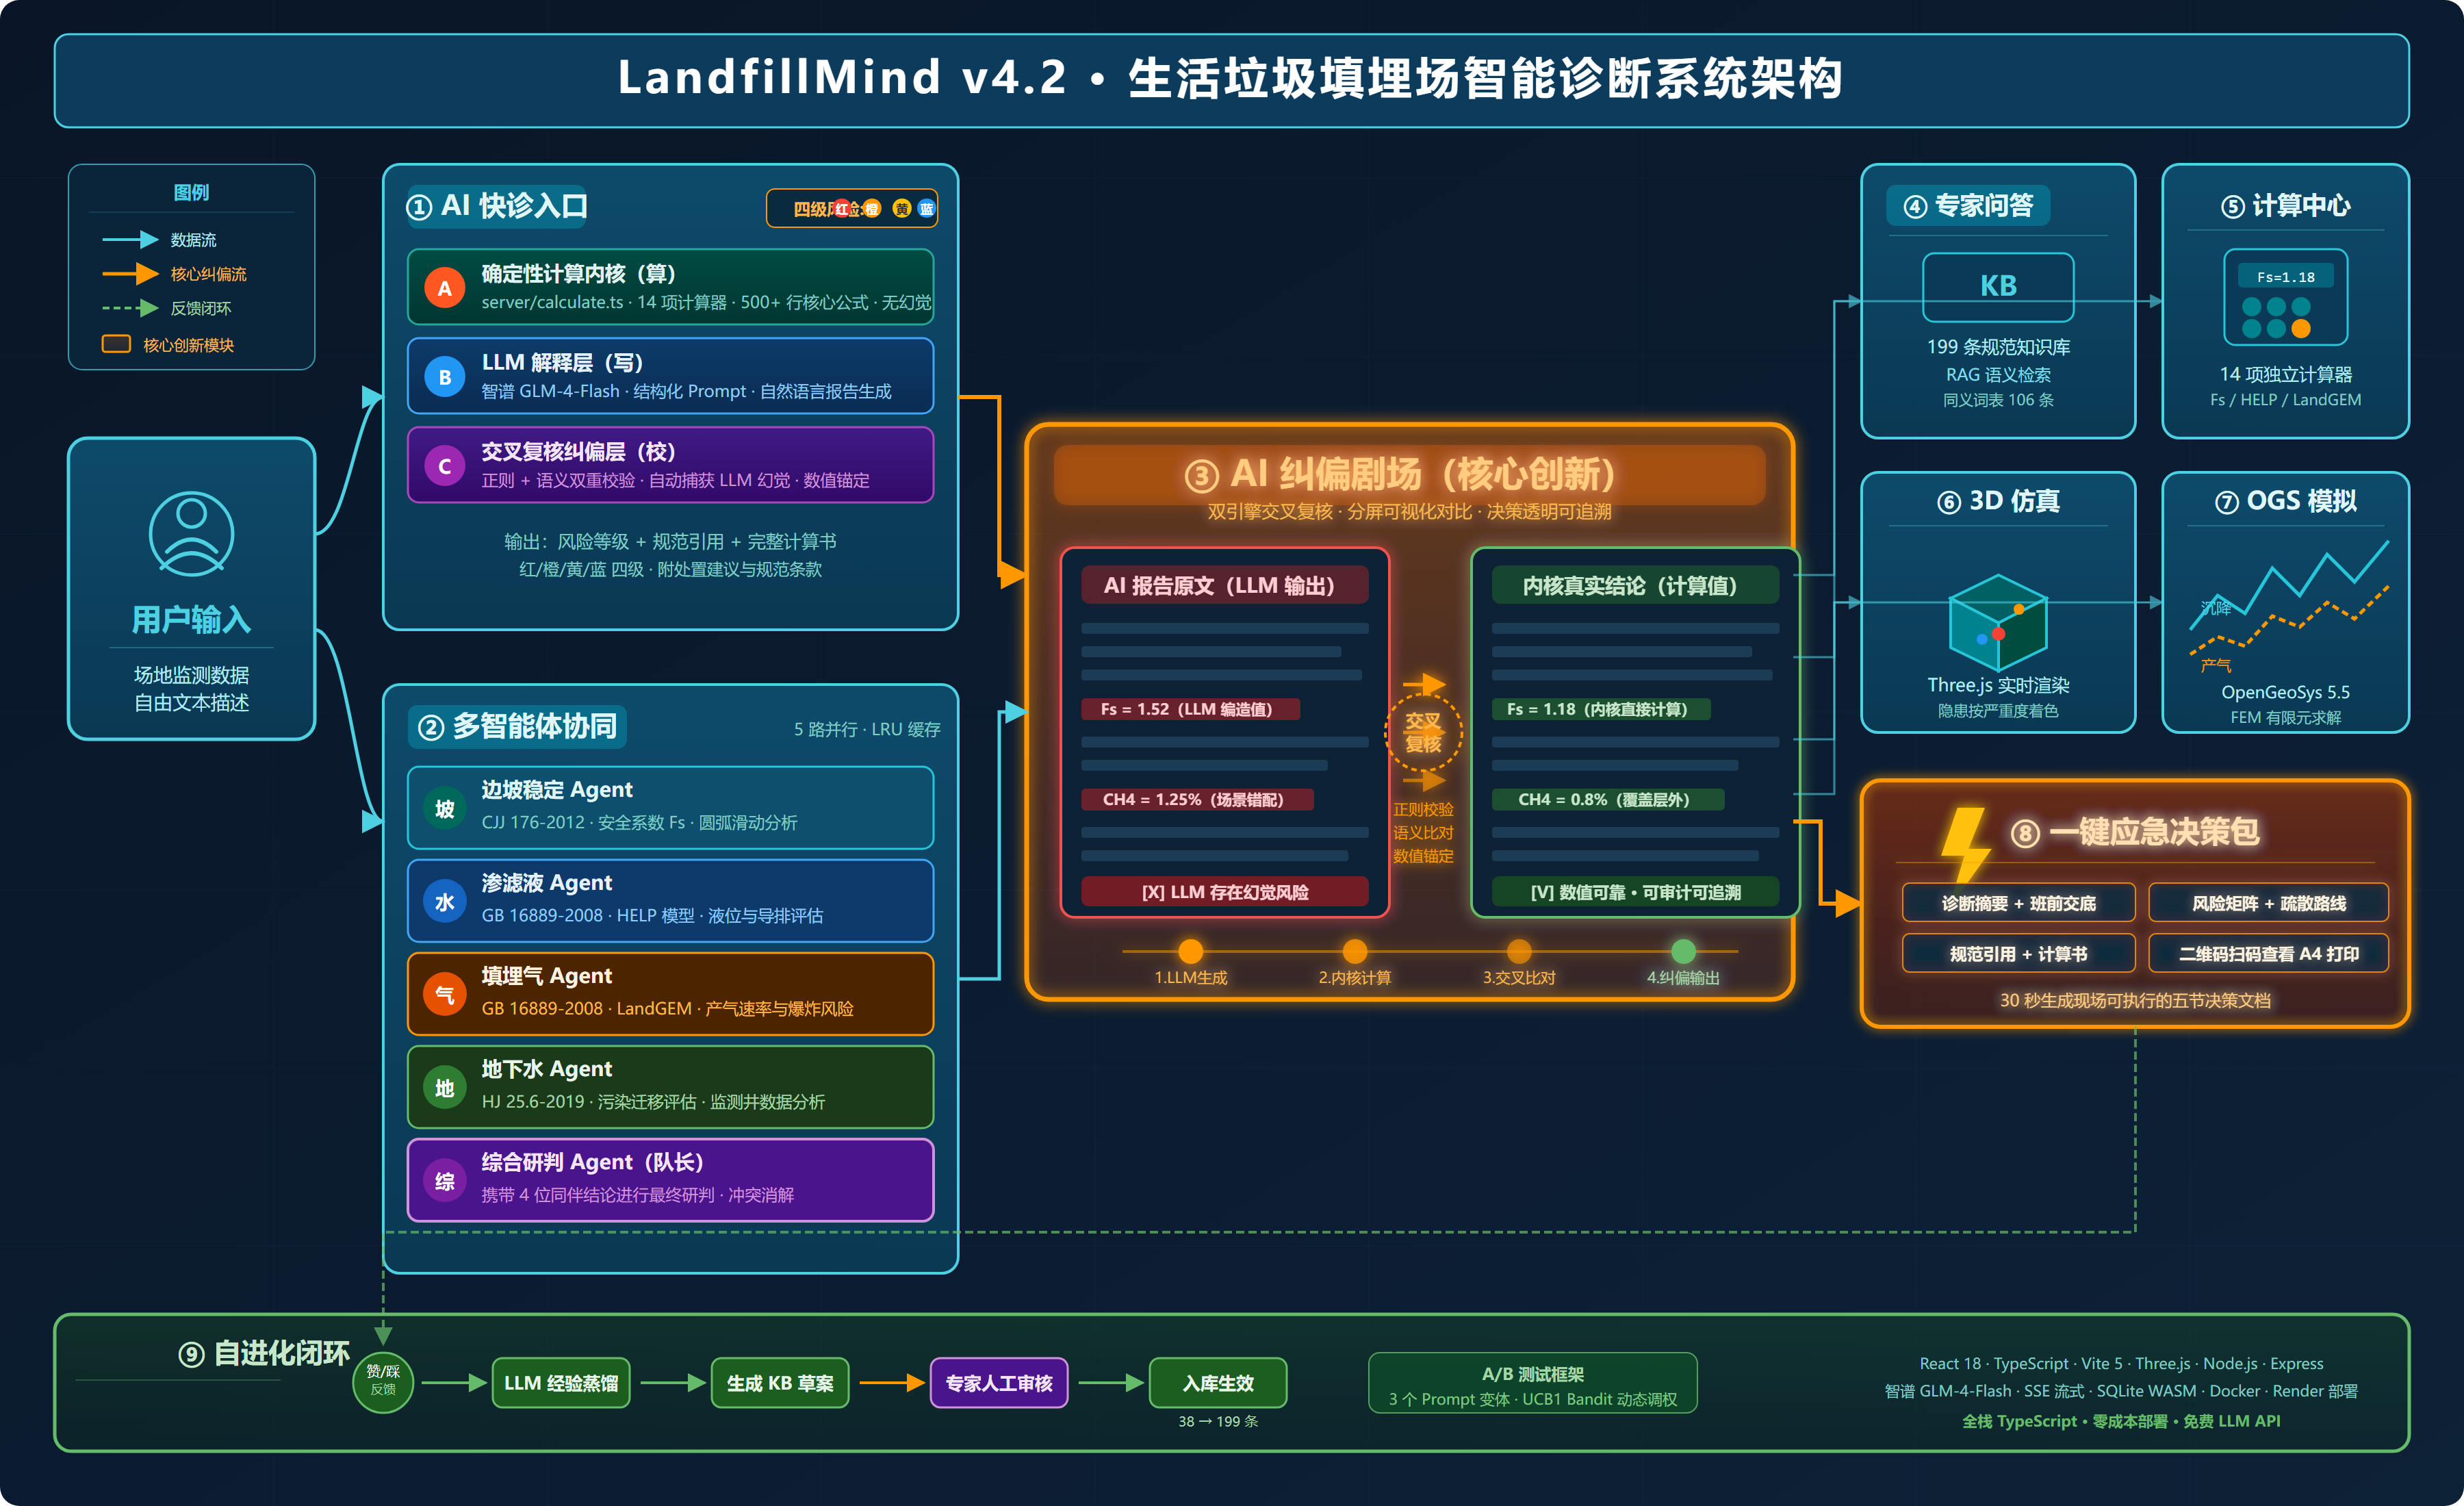 LandfillMind v4.2 • 生活垃圾填埋场智能诊断系统架构
图例
数据流
核心纠偏流
反馈闭环
核心创新模块
用户输入
场地监测数据
自由文本描述
① AI 快诊入口
四级风险:
红 橙 黄 蓝
A
确定性计算内核（算）
server/calculate.ts · 14 项计算器 · 500+ 行核心公式 · 无幻觉
B
LLM 解释层（写）
智谱 GLM-4-Flash · 结构化 Prompt · 自然语言报告生成
C
交叉复核纠偏层（校）
正则 + 语义双重校验 · 自动捕获 LLM 幻觉 · 数值锚定
输出：风险等级 + 规范引用 + 完整计算书
红/橙/黄/蓝 四级 · 附处置建议与规范条款
② 多智能体协同
5 路并行 · LRU 缓存
坡
边坡稳定 Agent
CJJ 176-2012 · 安全系数 Fs · 圆弧滑动分析
水
渗滤液 Agent
GB 16889-2008 · HELP 模型 · 液位与导排评估
气
填埋气 Agent
GB 16889-2008 · LandGEM · 产气速率与爆炸风险
地
地下水 Agent
HJ 25.6-2019 · 污染迁移评估 · 监测井数据分析
综
综合研判 Agent（队长）
携带 4 位同伴结论进行最终研判 · 冲突消解
③ AI 纠偏剧场（核心创新）
双引擎交叉复核 · 分屏可视化对比 · 决策透明可追溯
AI 报告原文（LLM 输出）
Fs = 1.52（LLM 编造值）
CH4 = 1.25%（场景错配）
[X] LLM 存在幻觉风险
交叉
复核
正则校验
语义比对
数值锚定
内核真实结论（计算值）
Fs = 1.18（内核直接计算）
CH4 = 0.8%（覆盖层外）
[V] 数值可靠 • 可审计可追溯
1.LLM生成
2.内核计算
3.交叉比对
4.纠偏输出
④ 专家问答
KB
199 条规范知识库
RAG 语义检索
同义词表 106 条
⑤ 计算中心
Fs=1.18
14 项独立计算器
Fs / HELP / LandGEM
⑥ 3D 仿真
Three.js 实时渲染
隐患按严重度着色
⑦ OGS 模拟
沉降
产气
OpenGeoSys 5.5
FEM 有限元求解
⑧ 一键应急决策包
诊断摘要 + 班前交底
风险矩阵 + 疏散路线
规范引用 + 计算书
二维码扫码查看 A4 打印
30 秒生成现场可执行的五节决策文档
⑨ 自进化闭环
赞/踩
反馈
LLM 经验蒸馏
生成 KB 草案
专家人工审核
入库生效
38 → 199 条
A/B 测试框架
3 个 Prompt 变体 · UCB1 Bandit 动态调权
React 18 · TypeScript · Vite 5 · Three.js · Node.js · Express
智谱 GLM-4-Flash · SSE 流式 · SQLite WASM · Docker · Render 部署
全栈 TypeScript • 零成本部署 • 免费 LLM API